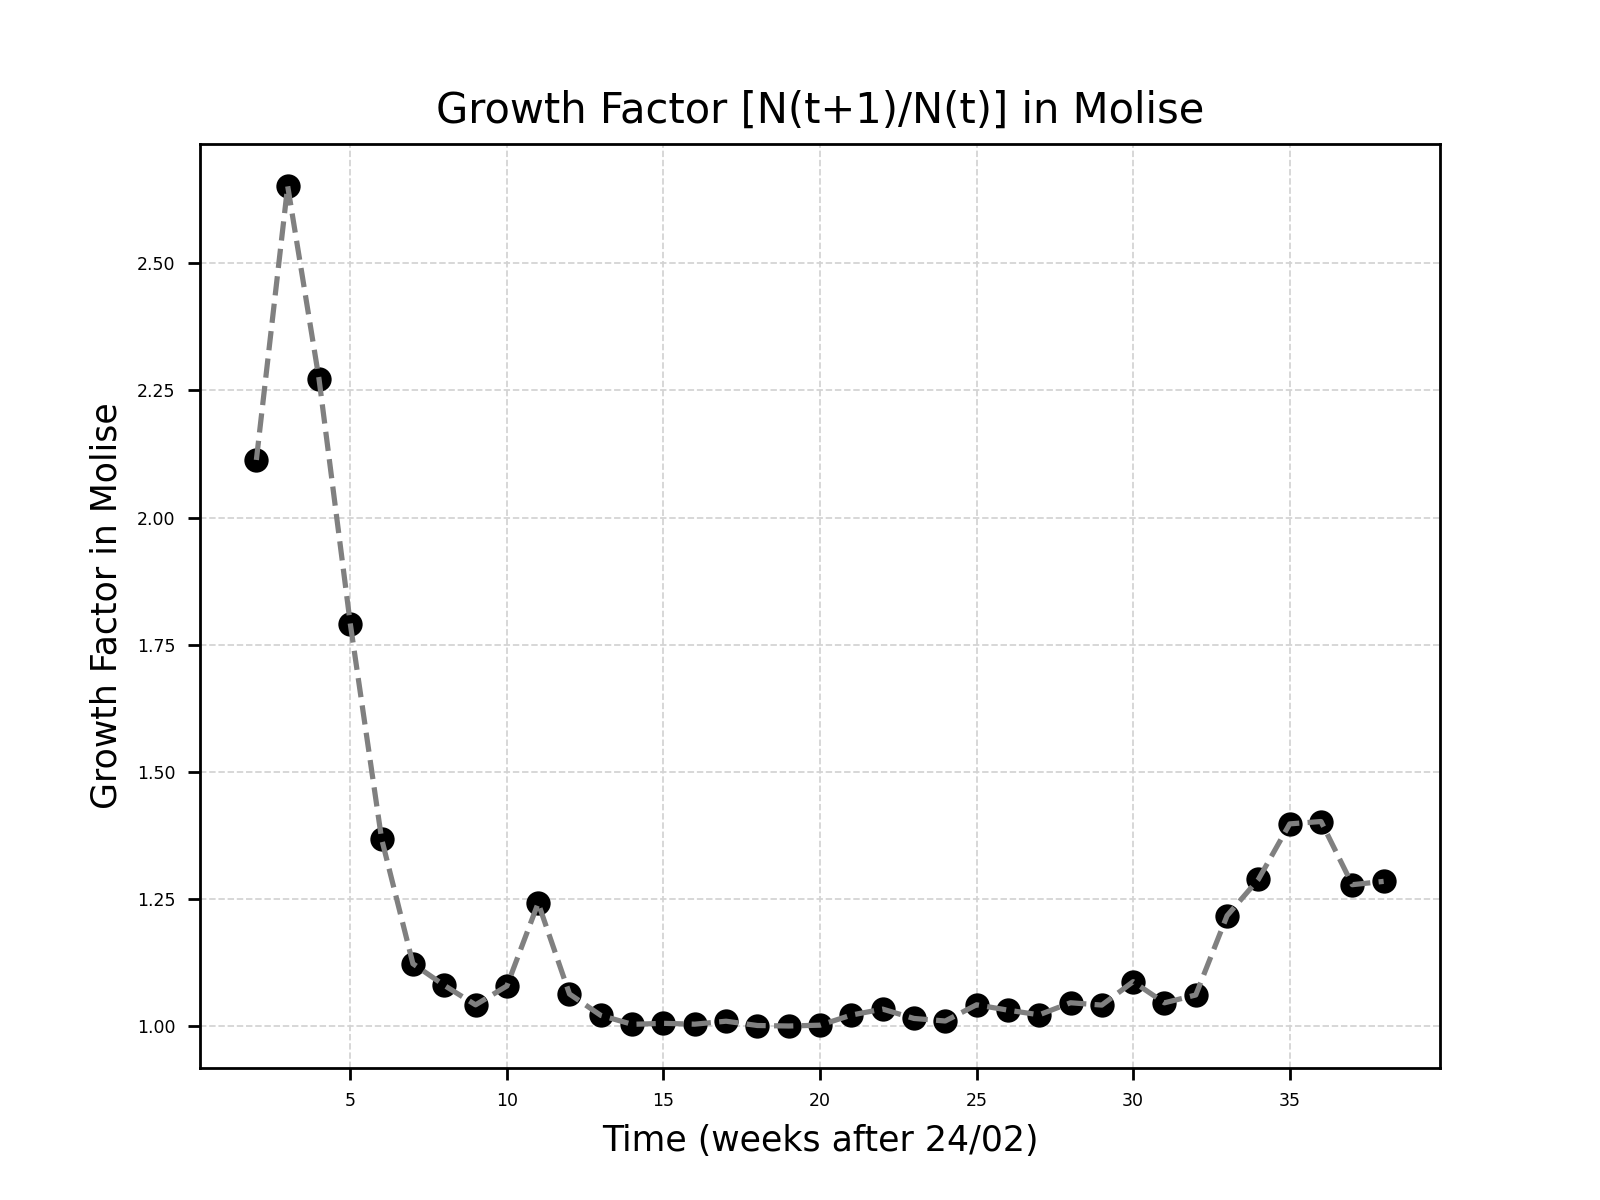 Growth Factor [N(t+1)/N(t)] in Molise
Growth Factor in Molise
2.50
2.25
2.00
1.75
1.50
1.25
1.00
5 10 15 20 25 30 35
Time (weeks after 24/02)